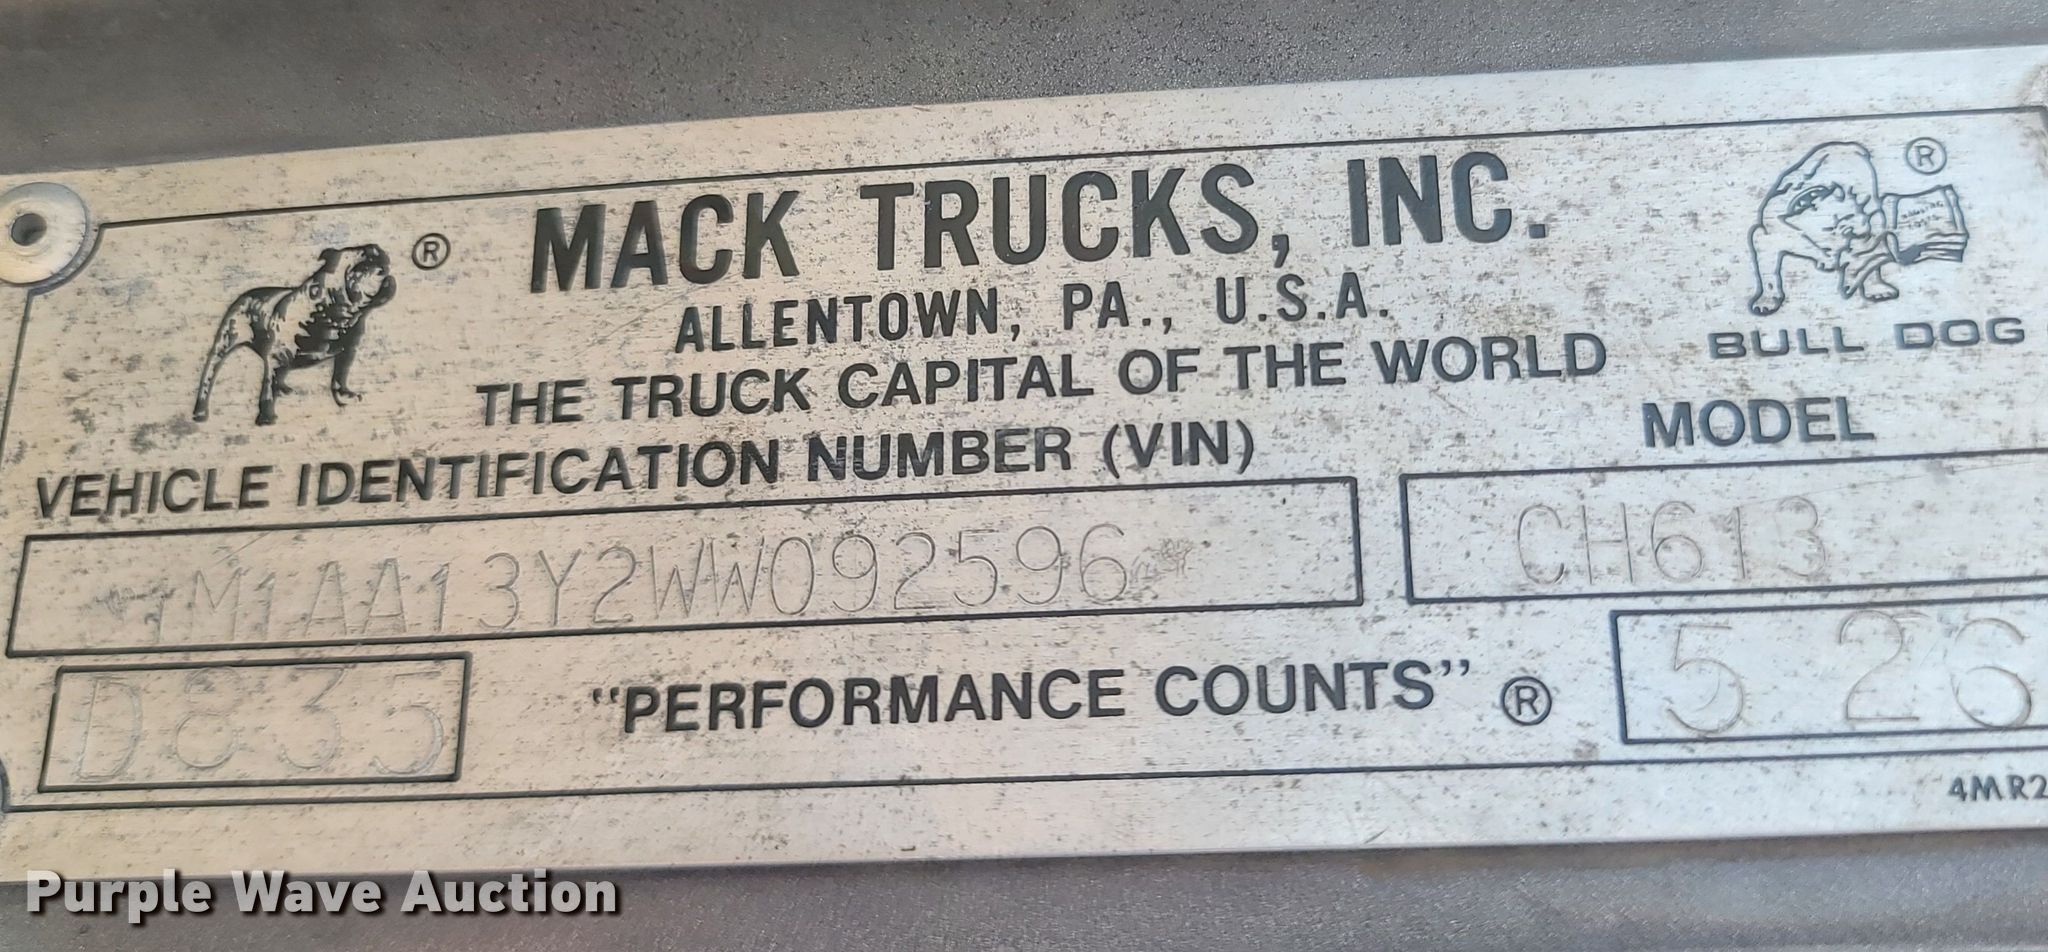 MACK TRUCKS, INC.
ALLENTOWN, PA., U.S.A.
THE TRUCK CAPITAL OF THE WORLD
®
®
BULL DOG
VEHICLE IDENTIFICATION NUMBER (VIN)
MODEL
1M1AA13Y2WW092596
CH613
D835
"PERFORMANCE COUNTS" ®
5 26
4MR2
Purple Wave Auction